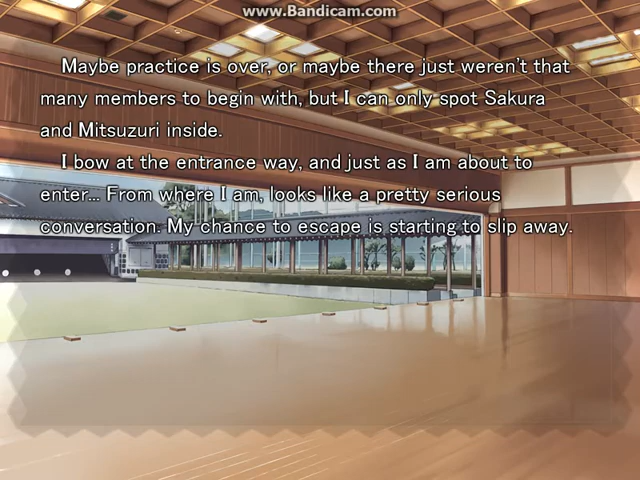 www.Bandicam.com
Maybe practice is over, or maybe there just weren't that
many members to begin with, but I can only spot Sakura
and Mitsuzuri inside.
I bow at the entrance way, and just as I am about to
enter... From where I am, looks like a pretty serious
conversation. My chance to escape is starting to slip away.